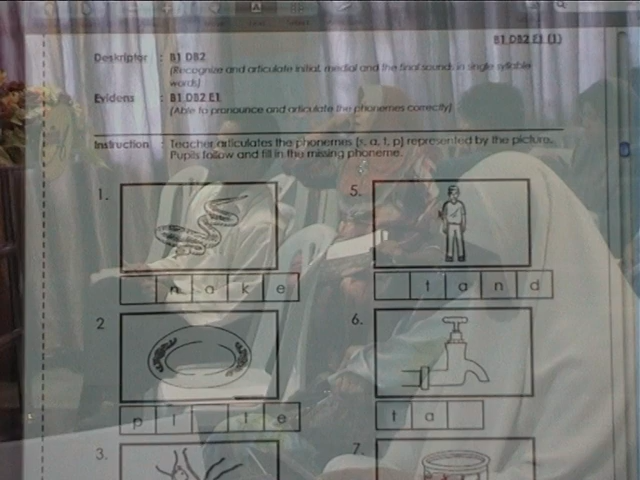 B1 DB2 E1 (1)
Deskriptor : B1 DB2
(Recognize and articulate initial, medial and the final sounds in single syllable
words)
Evidens : B1 DB2 E1
(Able to pronounce and articulate the phonemes correctly)
Instruction : Teacher articulates the phonemes [s, a, t, p] represented by the picture.
Pupils follow and fill in the missing phoneme.
1.
n a k e
2
p l t e
3.
5.
t a n d
6.
t a
7.